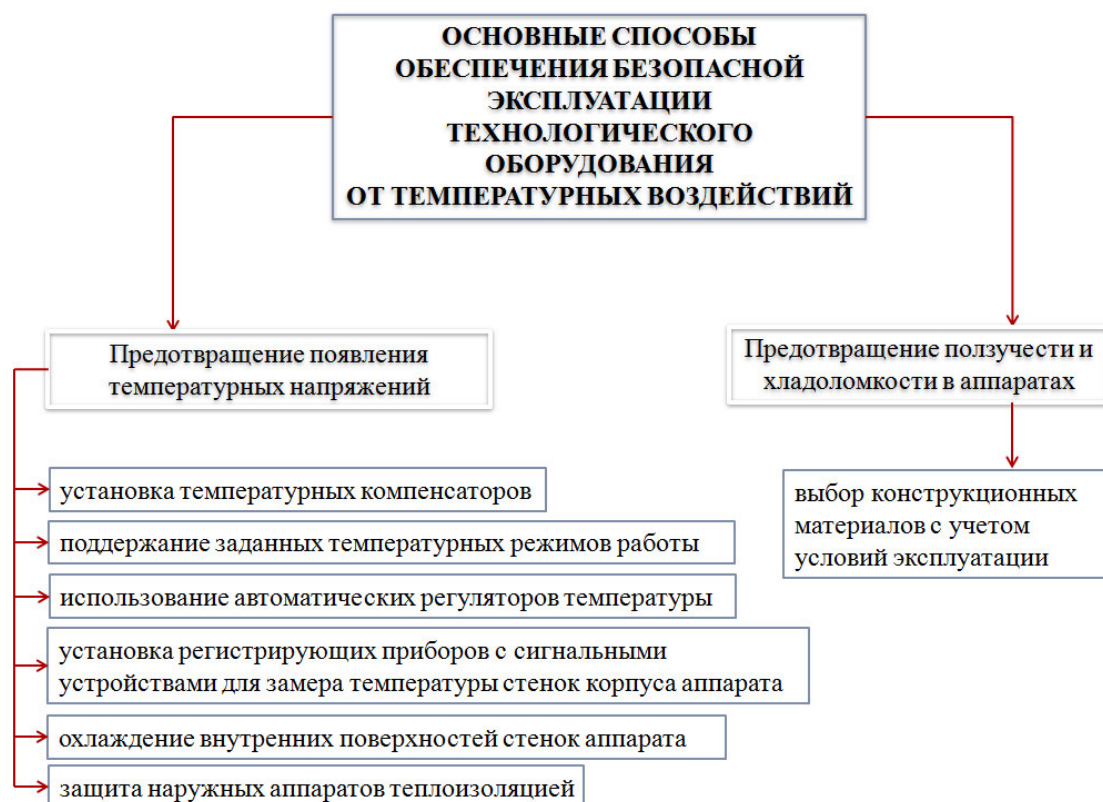 ОСНОВНЫЕ СПОСОБЫ
ОБЕСПЕЧЕНИЯ БЕЗОПАСНОЙ
ЭКСПЛУАТАЦИИ
ТЕХНОЛОГИЧЕСКОГО
ОБОРУДОВАНИЯ
ОТ ТЕМПЕРАТУРНЫХ ВОЗДЕЙСТВИЙ
Предотвращение появления
температурных напряжений
установка температурных компенсаторов
поддержание заданных температурных режимов работы
использование автоматических регуляторов температуры
установка регистрирующих приборов с сигнальными
устройствами для замера температуры стенок корпуса аппарата
охлаждение внутренних поверхностей стенок аппарата
защита наружных аппаратов теплоизоляцией
Предотвращение ползучести и
хладоломкости в аппаратах
выбор конструкционных
материалов с учетом
условий эксплуатации